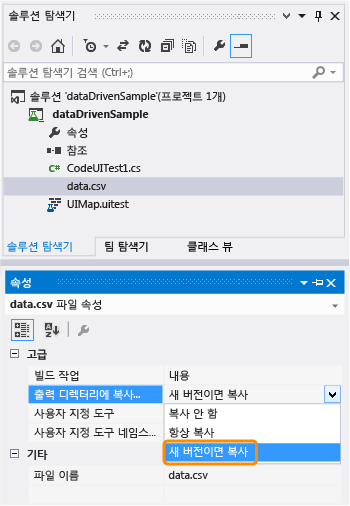 솔루션 탐색기
솔루션 탐색기 검색 (Ctrl+;)
솔루션 'dataDrivenSample'(프로젝트 1개)
dataDrivenSample
속성
참조
C# CodeUITest1.cs
data.csv
UIMap.uitest
솔루션 탐색기 팀 탐색기 클래스 뷰
속성
data.csv 파일 속성
고급
빌드 작업 내용
출력 디렉터리에 복사... 새 버전이면 복사
사용자 지정 도구 복사 안 함
사용자 지정 도구 네임스... 항상 복사
기타 새 버전이면 복사
파일 이름 data.csv